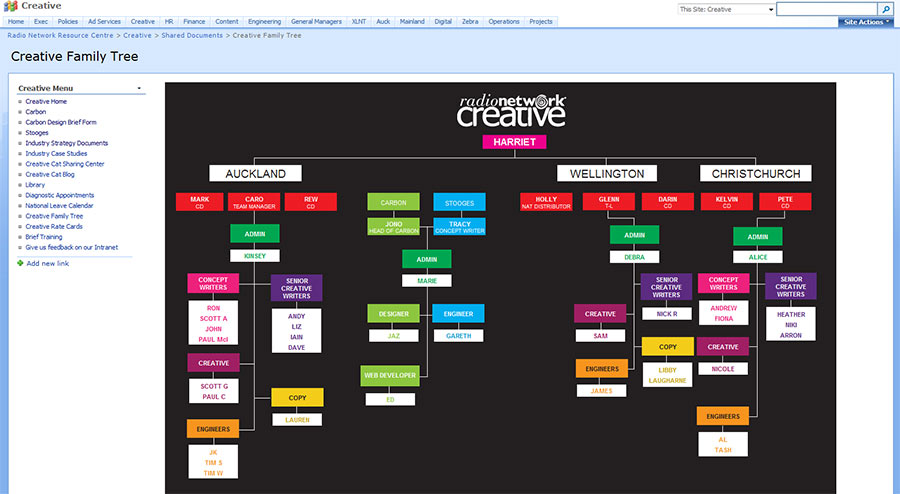 Creative
This Site: Creative
Home Exec Policies Ad Services Creative HR Finance Content Engineering General Managers XLNT Auck Mainland Digital Zebra Operations Projects
Site Actions
Radio Network Resource Centre > Creative > Shared Documents > Creative Family Tree
Creative Family Tree
Creative Menu
Creative Home
Carbon
Carbon Design Brief Form
Stooges
Industry Strategy Documents
Industry Case Studies
Creative Cat Sharing Center
Creative Cat Blog
Library
Diagnostic Appointments
National Leave Calendar
Creative Family Tree
Creative Rate Cards
Brief Training
Give us feedback on our Intranet
Add new link
radionetwork
creative
HARRIET
AUCKLAND
WELLINGTON
CHRISTCHURCH
MARK
CD
CARO
TEAM MANAGER
REW
CD
CARBON
STOOGES
HOLLY
NAT DISTRIBUTOR
GLENN
T-L
DARIN
CD
KELVIN
CD
PETE
CD
JONO
HEAD OF CARBON
TRACY
CONCEPT WRITER
ADMIN
KINSEY
ADMIN
MARIE
ADMIN
DEBRA
ADMIN
ALICE
CONCEPT
WRITERS
RON
SCOTT A
JOHN
PAUL McI
SENIOR
CREATIVE
WRITERS
ANDY
LIZ
IAIN
DAVE
CREATIVE
SCOTT G
PAUL C
COPY
LAUREN
ENGINEERS
JK
TIM S
TIM W
DESIGNER
JAZ
ENGINEER
GARETH
WEB DEVELOPER
ED
SENIOR
CREATIVE
WRITERS
NICK R
CREATIVE
SAM
COPY
LIBBY
LAUGHARNE
ENGINEERS
JAMES
CONCEPT
WRITERS
ANDREW
FIONA
SENIOR
CREATIVE
WRITERS
HEATHER
NIKI
ARRON
CREATIVE
NICOLE
ENGINEERS
AL
TASH